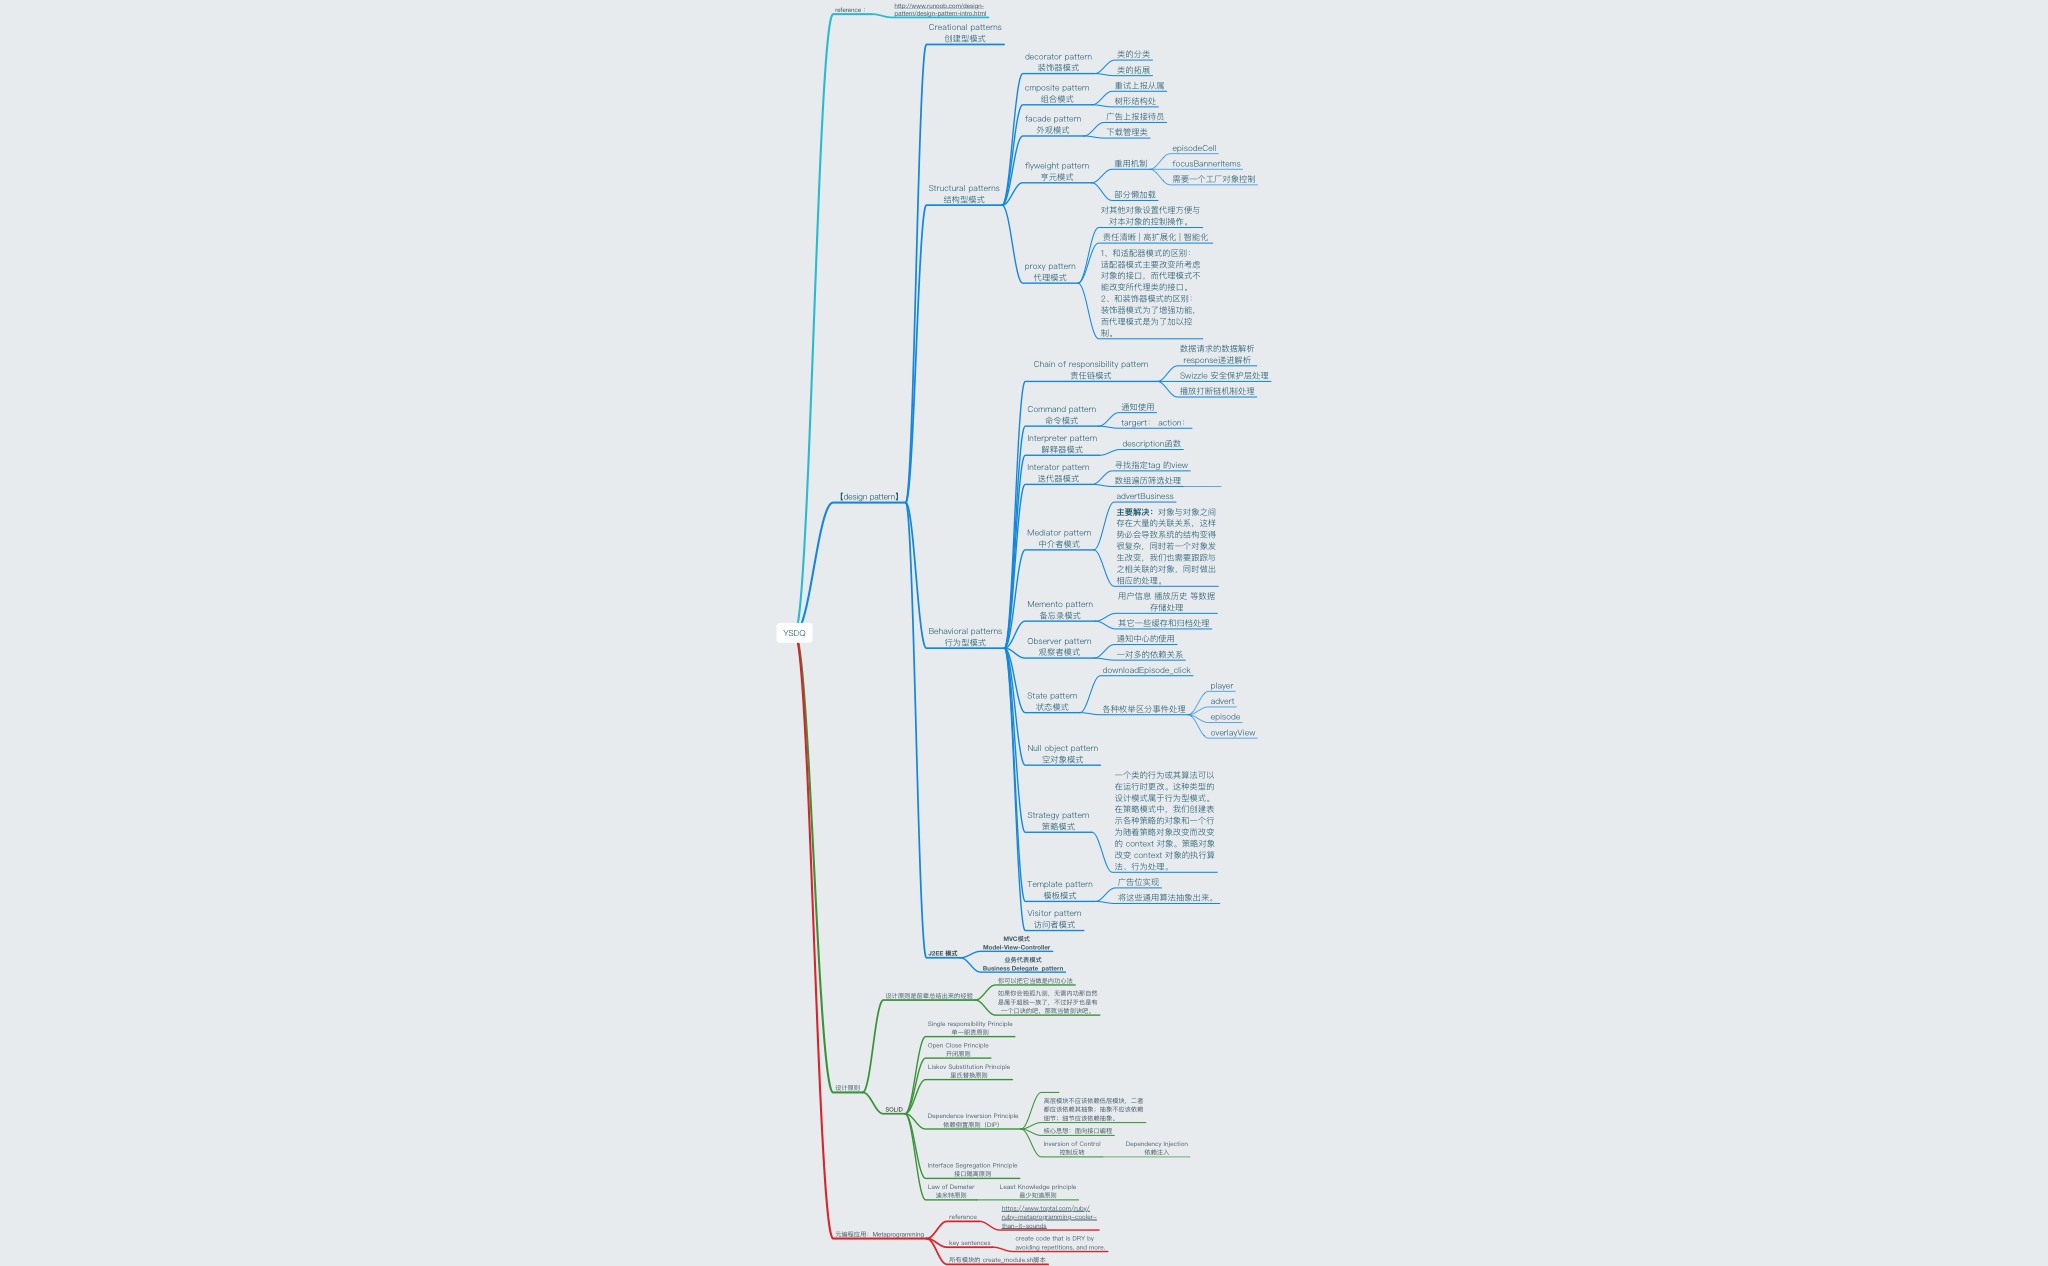 reference：
http://www.runoob.com/design-
pattern/design-pattern-intro.html
Creational patterns
创建型模式
decorator pattern
装饰器模式
类的分类
类的拓展
cmposite pattern
组合模式
重试上报从属
树形结构处
facade pattern
外观模式
广告上报接待员
下载管理类
flyweight pattern
享元模式
重用机制
episodeCell
focusBannerItems
需要一个工厂对象控制
部分懒加载
Structural patterns
结构型模式
对其他对象设置代理方便与
对本对象的控制操作。
责任清晰 | 高扩展化 | 智能化
proxy pattern
代理模式
1、和适配器模式的区别：
适配器模式主要改变所考虑
对象的接口，而代理模式不
能改变所代理类的接口。
2、和装饰器模式的区别：
装饰器模式为了增强功能，
而代理模式是为了加以控
制。
Chain of responsibility pattern
责任链模式
数据请求的数据解析
response递进解析
Swizzle 安全保护层处理
播放打断链机制处理
Command pattern
命令模式
通知使用
targert： action：
Interpreter pattern
解释器模式
description函数
Interator pattern
迭代器模式
寻找指定tag 的view
数组遍历筛选处理
【design pattern】
advertBusiness
Mediator pattern
中介者模式
主要解决：对象与对象之间
存在大量的关联关系，这样
势必会导致系统的结构变得
很复杂，同时若一个对象发
生改变，我们也需要跟踪与
之相关联的对象，同时做出
相应的处理。
Memento pattern
备忘录模式
用户信息 播放历史 等数据
存储处理
其它一些缓存和归档处理
YSDQ
Behavioral patterns
行为型模式
Observer pattern
观察者模式
通知中心的使用
一对多的依赖关系
downloadEpisode_click
State pattern
状态模式
各种枚举区分事件处理
player
advert
episode
overlayView
Null object pattern
空对象模式
Strategy pattern
策略模式
一个类的行为或其算法可以
在运行时更改。这种类型的
设计模式属于行为型模式。
在策略模式中，我们创建表
示各种策略的对象和一个行
为随着策略对象改变而改变
的 context 对象。策略对象
改变 context 对象的执行算
法、行为处理。
Template pattern
模板模式
广告位实现
将这些通用算法抽象出来。
Visitor pattern
访问者模式
J2EE 模式
MVC模式
Model-View-Controller
业务代表模式
Business Delegate pattern
设计原则是前辈总结出来的经验
你可以把它当做是内功心法
如果你会独孤九剑，无需内功那自然
是属于超脱一族了，不过好歹也是有
一个口诀的吧，那就当做剑诀吧。
Single responsibility Principle
单一职责原则
Open Close Principle
开闭原则
Liskov Substitution Principle
里氏替换原则
设计原则
SOLID
Dependence Inversion Principle
依赖倒置原则（DIP）
高层模块不应该依赖低层模块，二者
都应该依赖其抽象；抽象不应该依赖
细节；细节应该依赖抽象。
核心思想：面向接口编程
Inversion of Control
控制反转
Dependency Injection
依赖注入
Interface Segregation Principle
接口隔离原则
Law of Demeter
迪米特原则
Least Knowledge principle
最少知道原则
元编程应用：Metaprogramming
reference
https://www.toptal.com/ruby/
ruby-metaprogramming-cooler-
than-it-sounds
key sentences
create code that is DRY by
avoiding repetitions, and more.
所有模块的 create_module.sh脚本